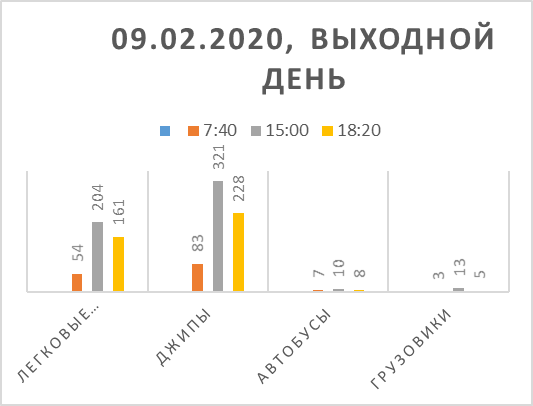 09.02.2020, ВЫХОДНОЙ
ДЕНЬ
7:40 15:00 18:20
54 204 161 83 321 228 7 10 8 3 13 5
ЛЕГКОВЫЕ...
ДЖИПЫ
АВТОБУСЫ
ГРУЗОВИКИ